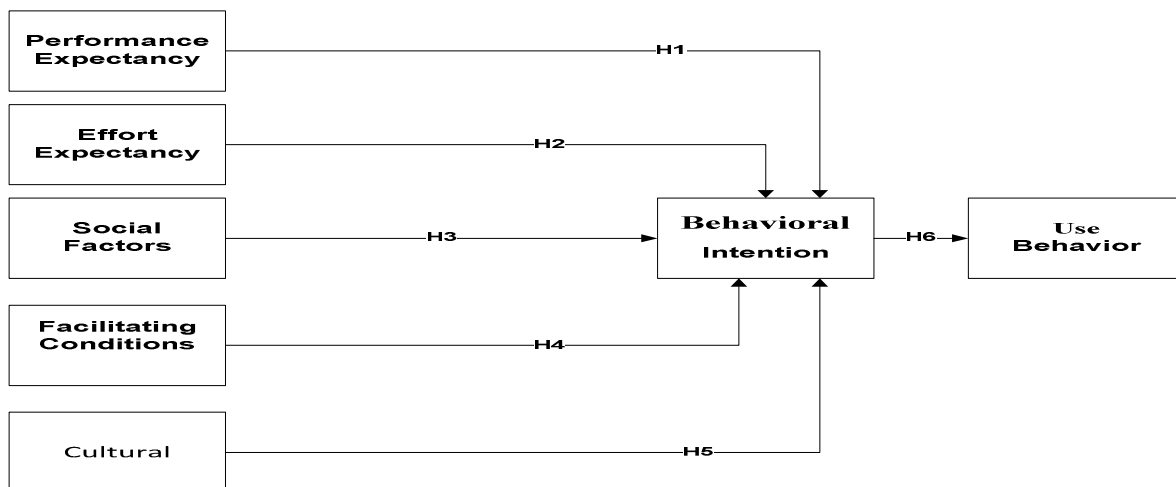 Performance
Expectancy
H1
Effort
Expectancy
H2
Social
Factors
H3
Behavioral
Intention
H6
Use
Behavior
Facilitating
Conditions
H4
Cultural
H5